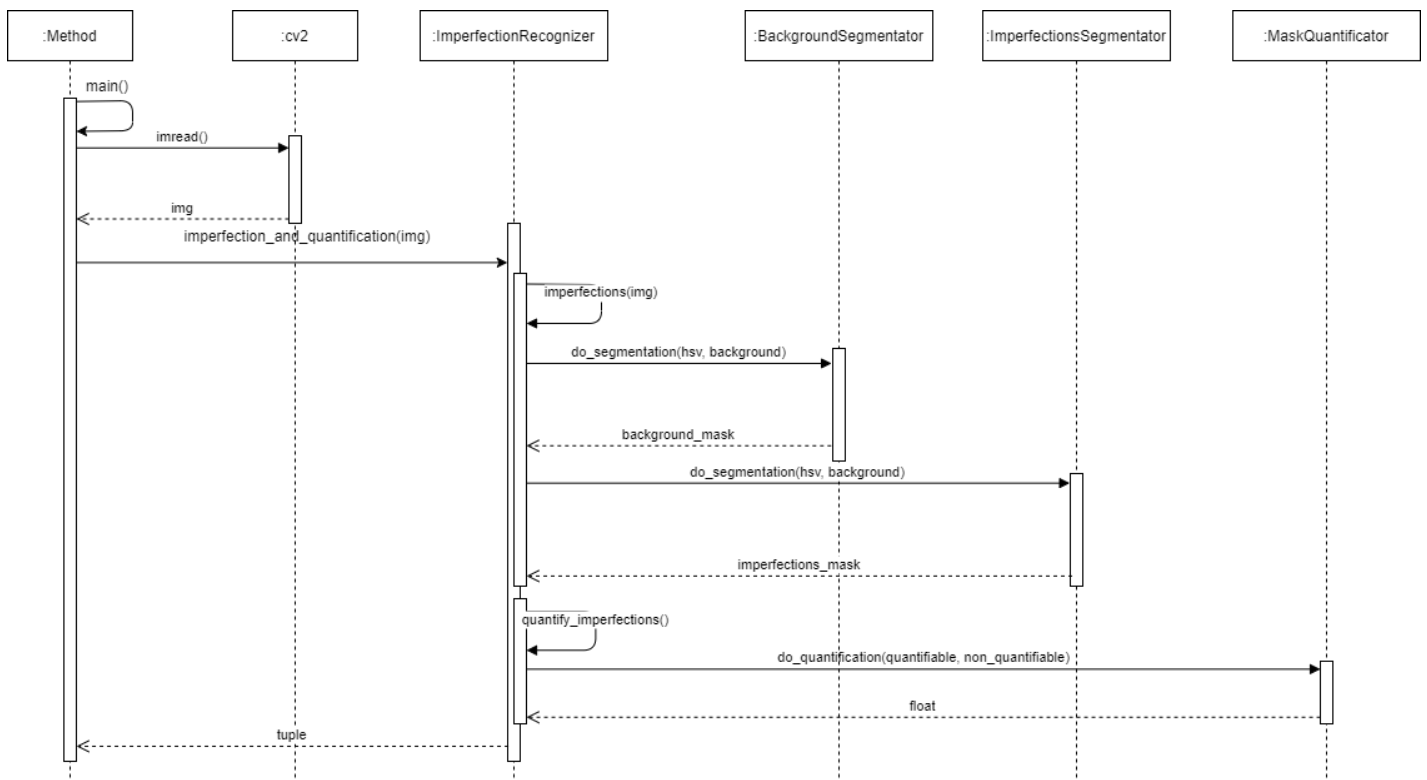 :Method
:cv2
:ImperfectionRecognizer
:BackgroundSegmentator
:ImperfectionsSegmentator
:MaskQuantificator
main()
imread()
img
imperfection_and_quantification(img)
imperfections(img)
do_segmentation(hsv, background)
background_mask
do_segmentation(hsv, background)
imperfections_mask
quantify_imperfections()
do_quantification(quantifiable, non_quantifiable)
float
tuple